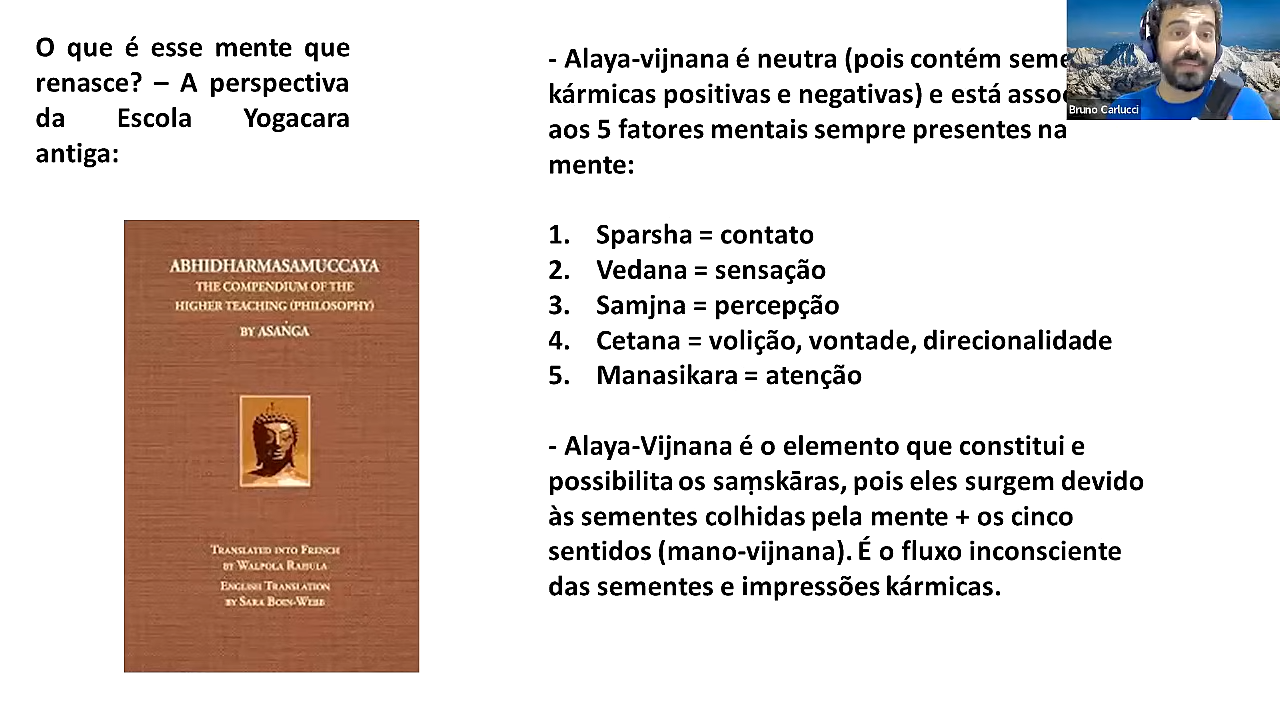 O que é esse mente que
renasce? – A perspectiva
da Escola Yogacara
antiga:
ABHIDHARMASAMUCCAYA
THE COMPENDIUM OF THE
HIGHER TEACHING (PHILOSOPHY)
BY ASAṄGA
TRANSLATED INTO FRENCH
BY WALPOLA RAHULA
ENGLISH TRANSLATION
BY SARA BOIN-WEBB
- Alaya-vijnana é neutra (pois contém
kármicas positivas e negativas) e está
aos 5 fatores mentais sempre presentes na
mente:
1. Sparsha = contato
2. Vedana = sensação
3. Samjna = percepção
4. Cetana = volição, vontade, direcionalidade
5. Manasikara = atenção
- Alaya-Vijnana é o elemento que constitui e
possibilita os saṃskāras, pois eles surgem devido
às sementes colhidas pela mente + os cinco
sentidos (mano-vijnana). É o fluxo inconsciente
das sementes e impressões kármicas.
Bruno Carlucci